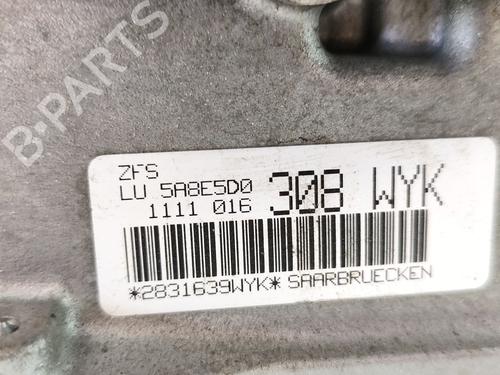 B-PARTS
ZFS
LU 5A8E5D0
1111 016 308 WYK
*2831639WYK* SAARBRUECKEN